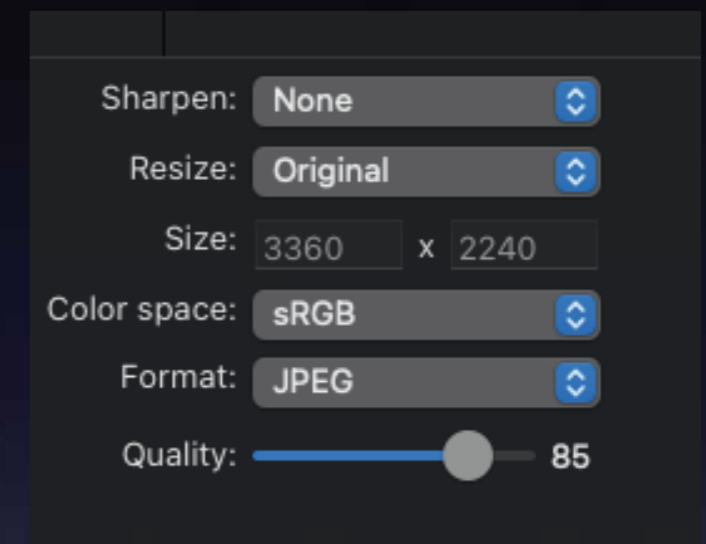 Sharpen: None
Resize: Original
Size: 3360 x 2240
Color space: sRGB
Format: JPEG
Quality: 85